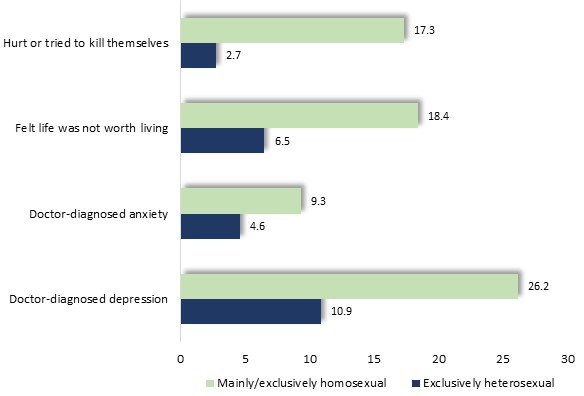 Hurt or tried to kill themselves
17.3
2.7
Felt life was not worth living
18.4
6.5
Doctor-diagnosed anxiety
9.3
4.6
Doctor-diagnosed depression
26.2
10.9
0 5 10 15 20 25 30
Mainly/exclusively homosexual Exclusively heterosexual